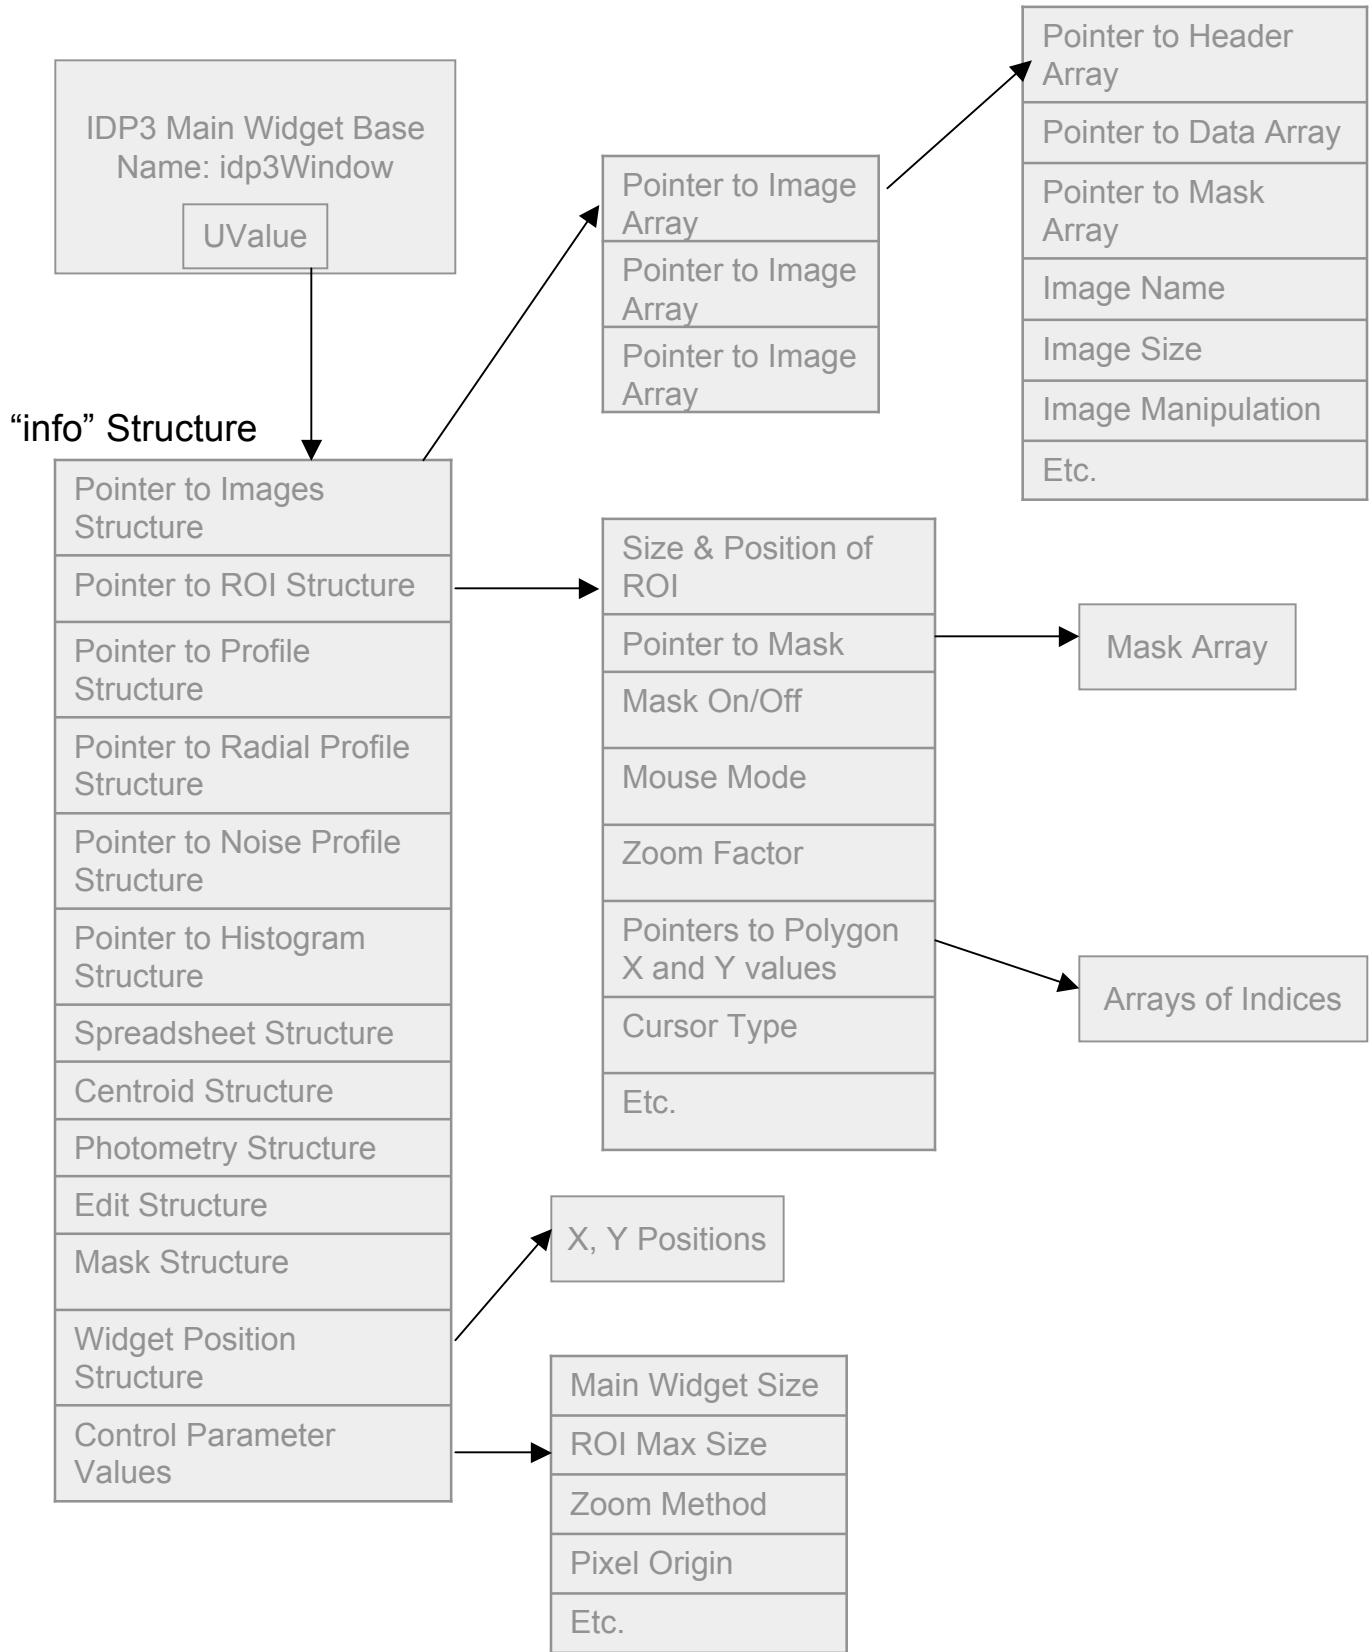 IDP3 Main Widget Base
Name: idp3Window
UValue
“info” Structure
Pointer to Images
Structure
Pointer to ROI Structure
Pointer to Profile
Structure
Pointer to Radial Profile
Structure
Pointer to Noise Profile
Structure
Pointer to Histogram
Structure
Spreadsheet Structure
Centroid Structure
Photometry Structure
Edit Structure
Mask Structure
Widget Position
Structure
Control Parameter
Values
Pointer to Image
Array
Pointer to Image
Array
Pointer to Image
Array
Pointer to Header
Array
Pointer to Data Array
Pointer to Mask
Array
Image Name
Image Size
Image Manipulation
Etc.
Size & Position of
ROI
Pointer to Mask
Mask On/Off
Mouse Mode
Zoom Factor
Pointers to Polygon
X and Y values
Cursor Type
Etc.
Mask Array
Arrays of Indices
X, Y Positions
Main Widget Size
ROI Max Size
Zoom Method
Pixel Origin
Etc.